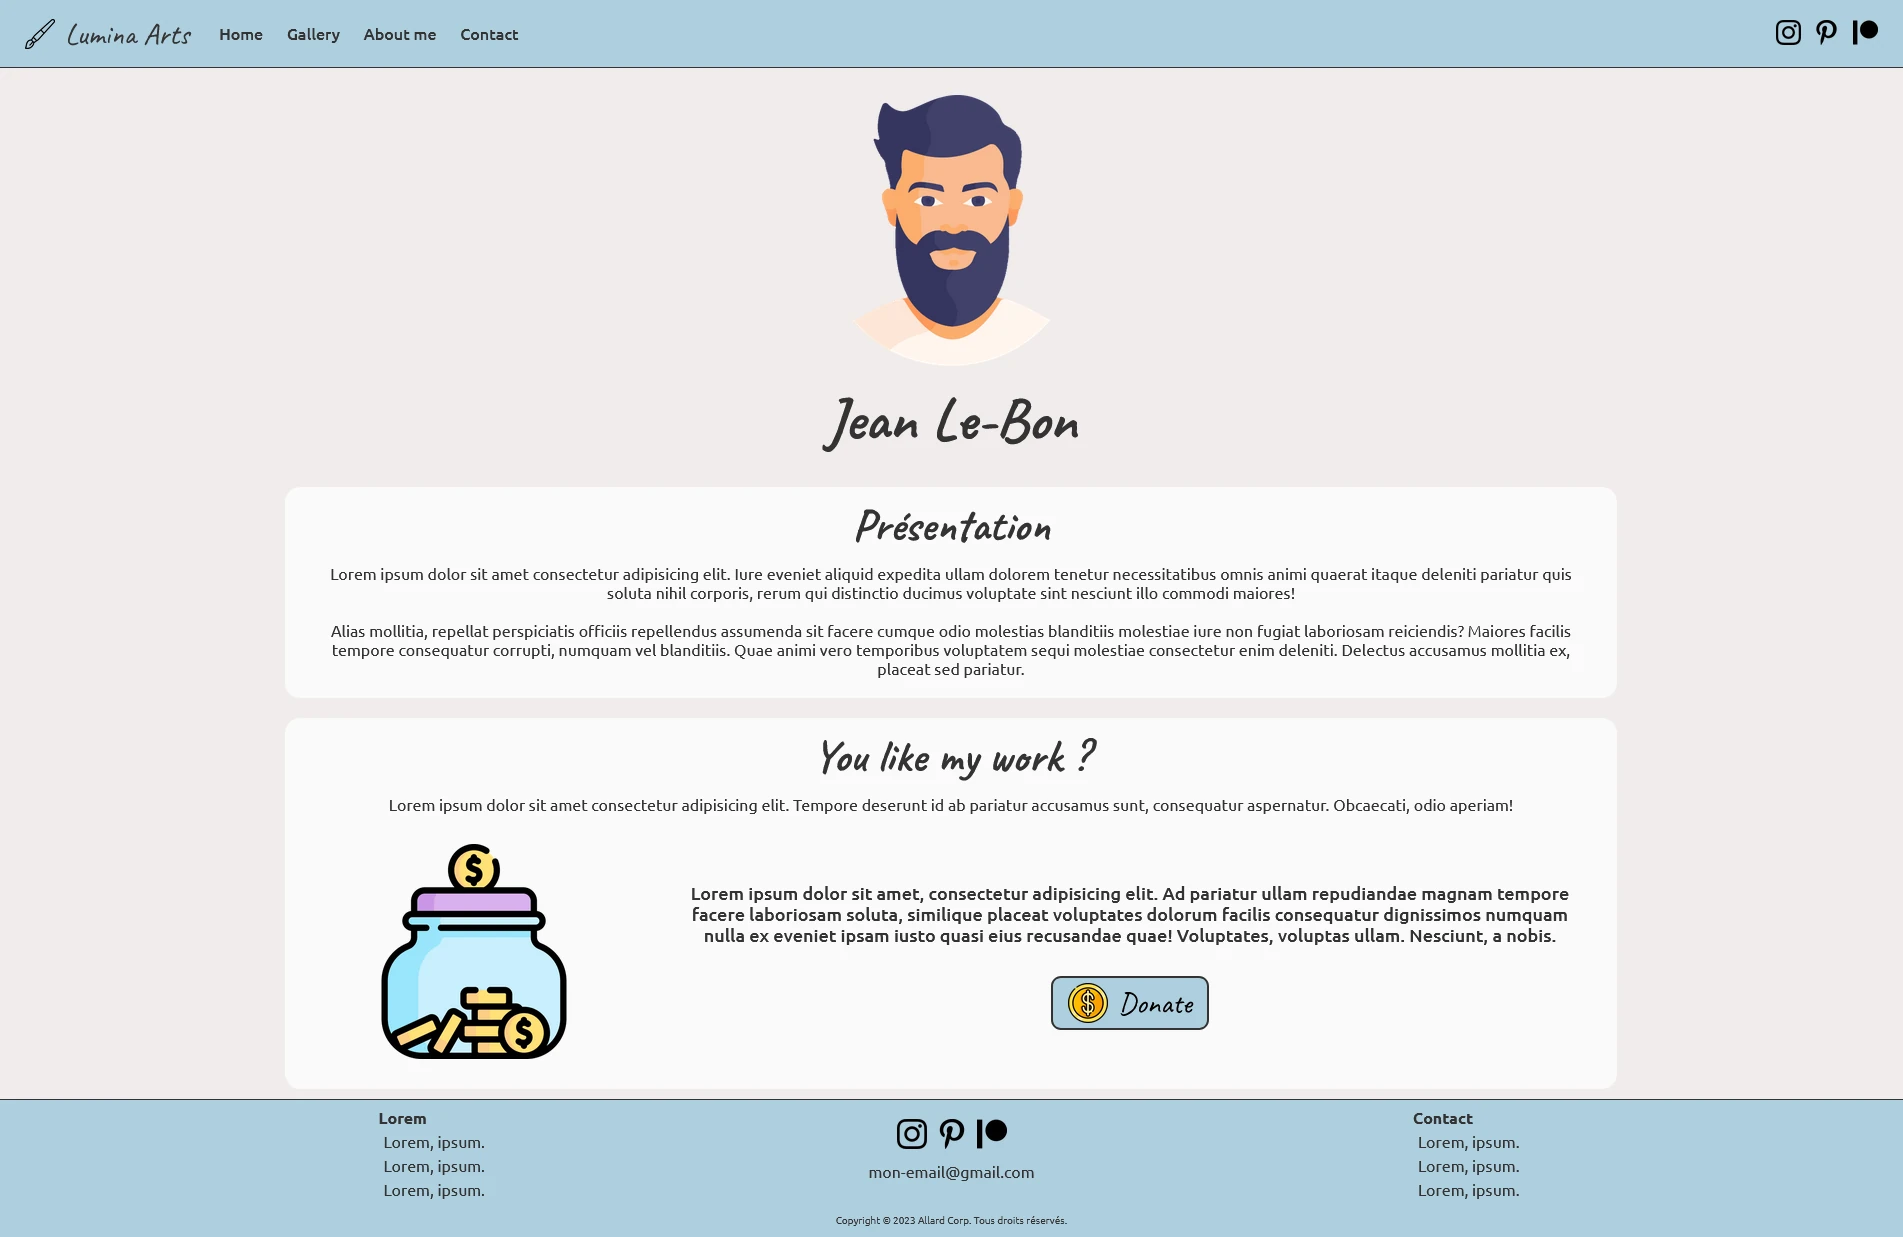 Lumina Arts Home Gallery About me Contact
Jean Le-Bon
Présentation
Lorem ipsum dolor sit amet consectetur adipisicing elit. Iure eveniet aliquid expedita ullam dolorem tenetur necessitatibus omnis animi quaerat itaque deleniti pariatur quis
soluta nihil corporis, rerum qui distinctio ducimus voluptate sint nesciunt illo commodi maiores!
Alias mollitia, repellat perspiciatis officiis repellendus assumenda sit facere cumque odio molestias blanditiis molestiae iure non fugiat laboriosam reiciendis? Maiores facilis
tempore consequatur corrupti, numquam vel blanditiis. Quae animi vero temporibus voluptatem sequi molestiae consectetur enim deleniti. Delectus accusamus mollitia ex,
placeat sed pariatur.
You like my work ?
Lorem ipsum dolor sit amet consectetur adipisicing elit. Tempore deserunt id ab pariatur accusamus sunt, consequatur aspernatur. Obcaecati, odio aperiam!
Lorem ipsum dolor sit amet, consectetur adipisicing elit. Ad pariatur ullam repudiandae magnam tempore
facere laboriosam soluta, similique placeat voluptates dolorum facilis consequatur dignissimos numquam
nulla ex eveniet ipsam iusto quasi eius recusandae quae! Voluptates, voluptas ullam. Nesciunt, a nobis.
Donate
Lorem
Lorem, ipsum.
Lorem, ipsum.
Lorem, ipsum.
mon-email@gmail.com
Contact
Lorem, ipsum.
Lorem, ipsum.
Lorem, ipsum.
Copyright © 2023 Allard Corp. Tous droits réservés.